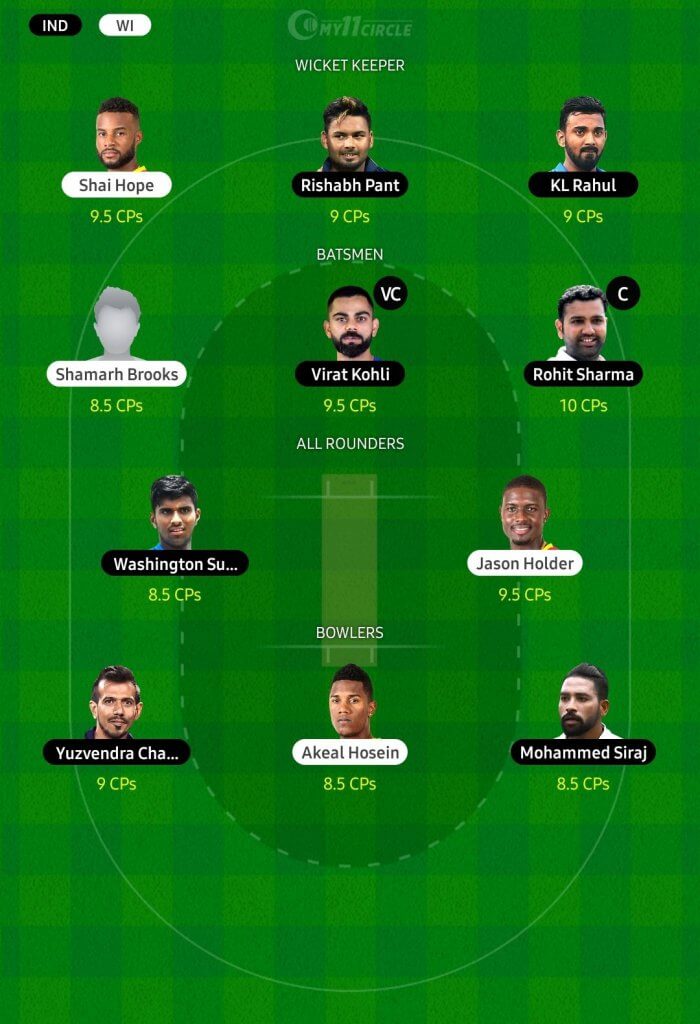 IND WI MY11CIRCLE
WICKET KEEPER
Shai Hope Rishabh Pant KL Rahul
9.5 CPs 9 CPs 9 CPs
BATSMEN
VC C
Shamarh Brooks Virat Kohli Rohit Sharma
8.5 CPs 9.5 CPs 10 CPs
ALL ROUNDERS
Washington Su... Jason Holder
8.5 CPs 9.5 CPs
BOWLERS
Yuzvendra Cha... Akeal Hosein Mohammed Siraj
9 CPs 8.5 CPs 8.5 CPs